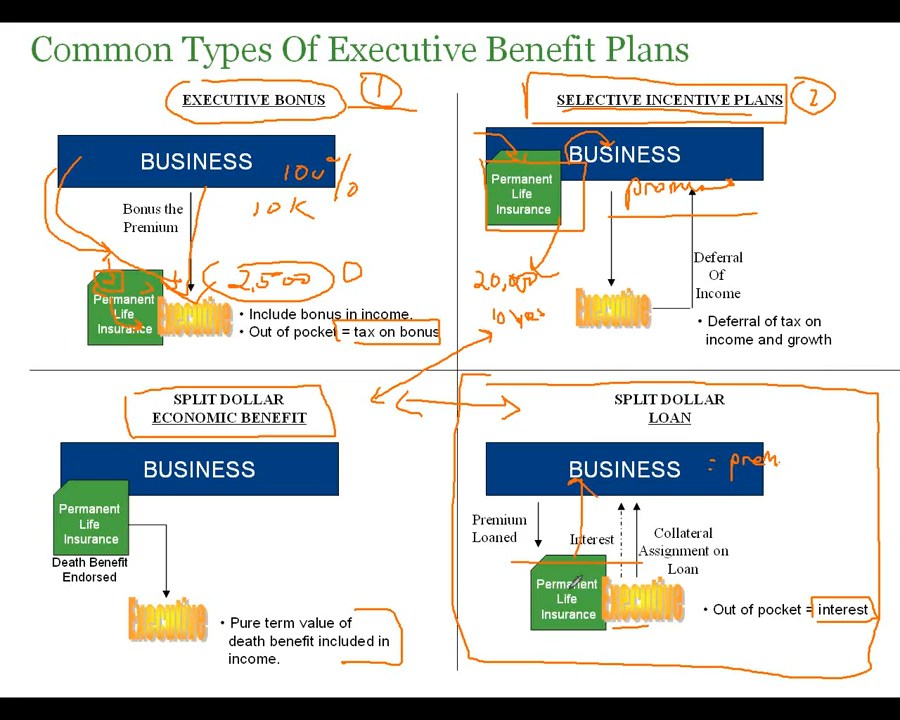 Common Types Of Executive Benefit Plans
EXECUTIVE BONUS
1
BUSINESS
100%
10K
Bonus the
Premium
2,500
Permanent
Life
Insurance
Executive
• Include bonus in income.
• Out of pocket = tax on bonus
SELECTIVE INCENTIVE PLANS
2
BUSINESS
Permanent
Life
Insurance
20,000
10 yrs
Executive
Deferral
Of
Income
• Deferral of tax on
income and growth
SPLIT DOLLAR
ECONOMIC BENEFIT
BUSINESS
Permanent
Life
Insurance
Death Benefit
Endorsed
Executive
• Pure term value of
death benefit included in
income.
SPLIT DOLLAR
LOAN
BUSINESS
= prem.
Premium
Loaned
Interest
Collateral
Assignment on
Loan
Permanent
Life
Insurance
Executive
• Out of pocket = interest